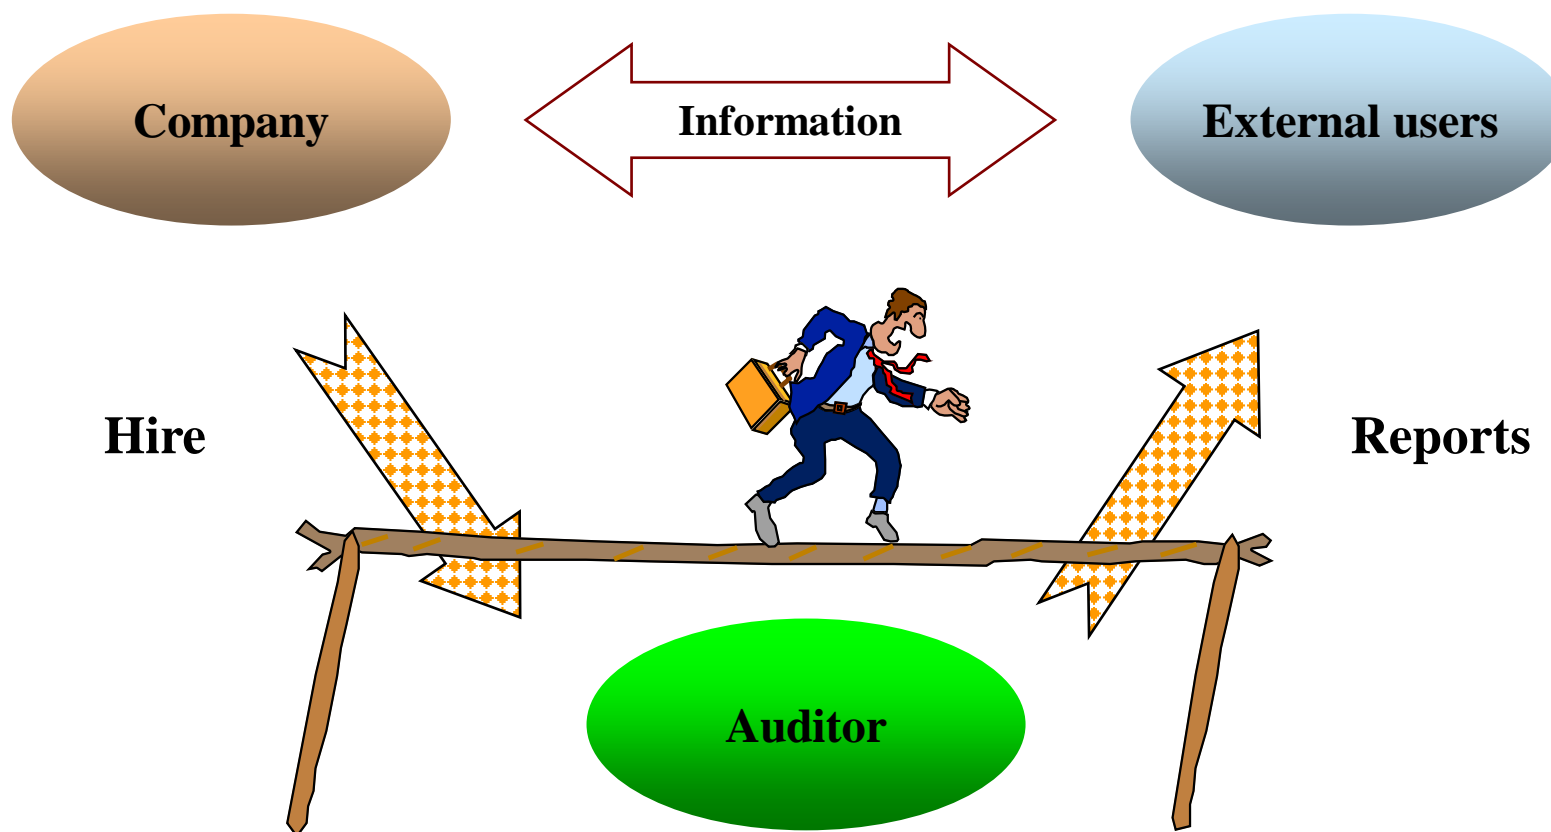 Company
Information
External users
Hire
Reports
Auditor